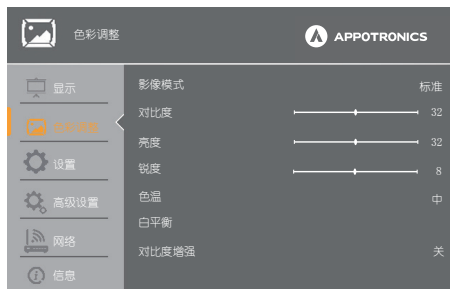 色彩调整
APPOTRONICS
显示
设置
高级设置
网络
信息
影像模式 标准
对比度 32
亮度 32
锐度 8
色温 中
白平衡
对比度增强 关